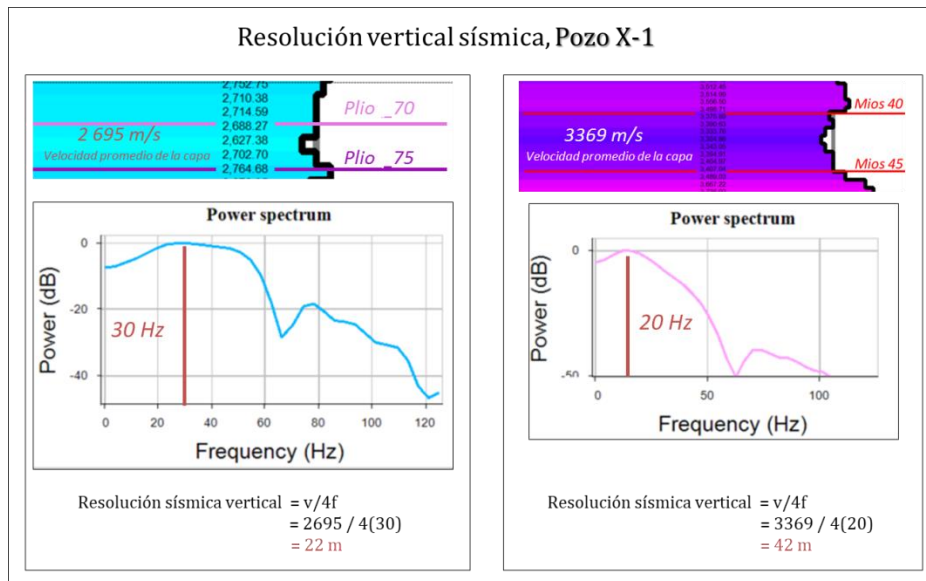 Resolución vertical sísmica, Pozo X-1
2,752.75
2,710.38
2,714.59
2,688.27
2,627.38
2,702.70
2,764.68
Plio _70
2 695 m/s
Velocidad promedio de la capa
Plio _75
Power spectrum
Power (dB)
0
-20
-40
30 Hz
0 20 40 60 80 100 120
Frequency (Hz)
Resolución sísmica vertical = v/4f
= 2695 / 4(30)
= 22 m
Mios 40
3369 m/s
Velocidad promedio de la capa
Mios 45
Power spectrum
Power (dB)
0
-50
20 Hz
0 50 100
Frequency (Hz)
Resolución sísmica vertical = v/4f
= 3369 / 4(20)
= 42 m